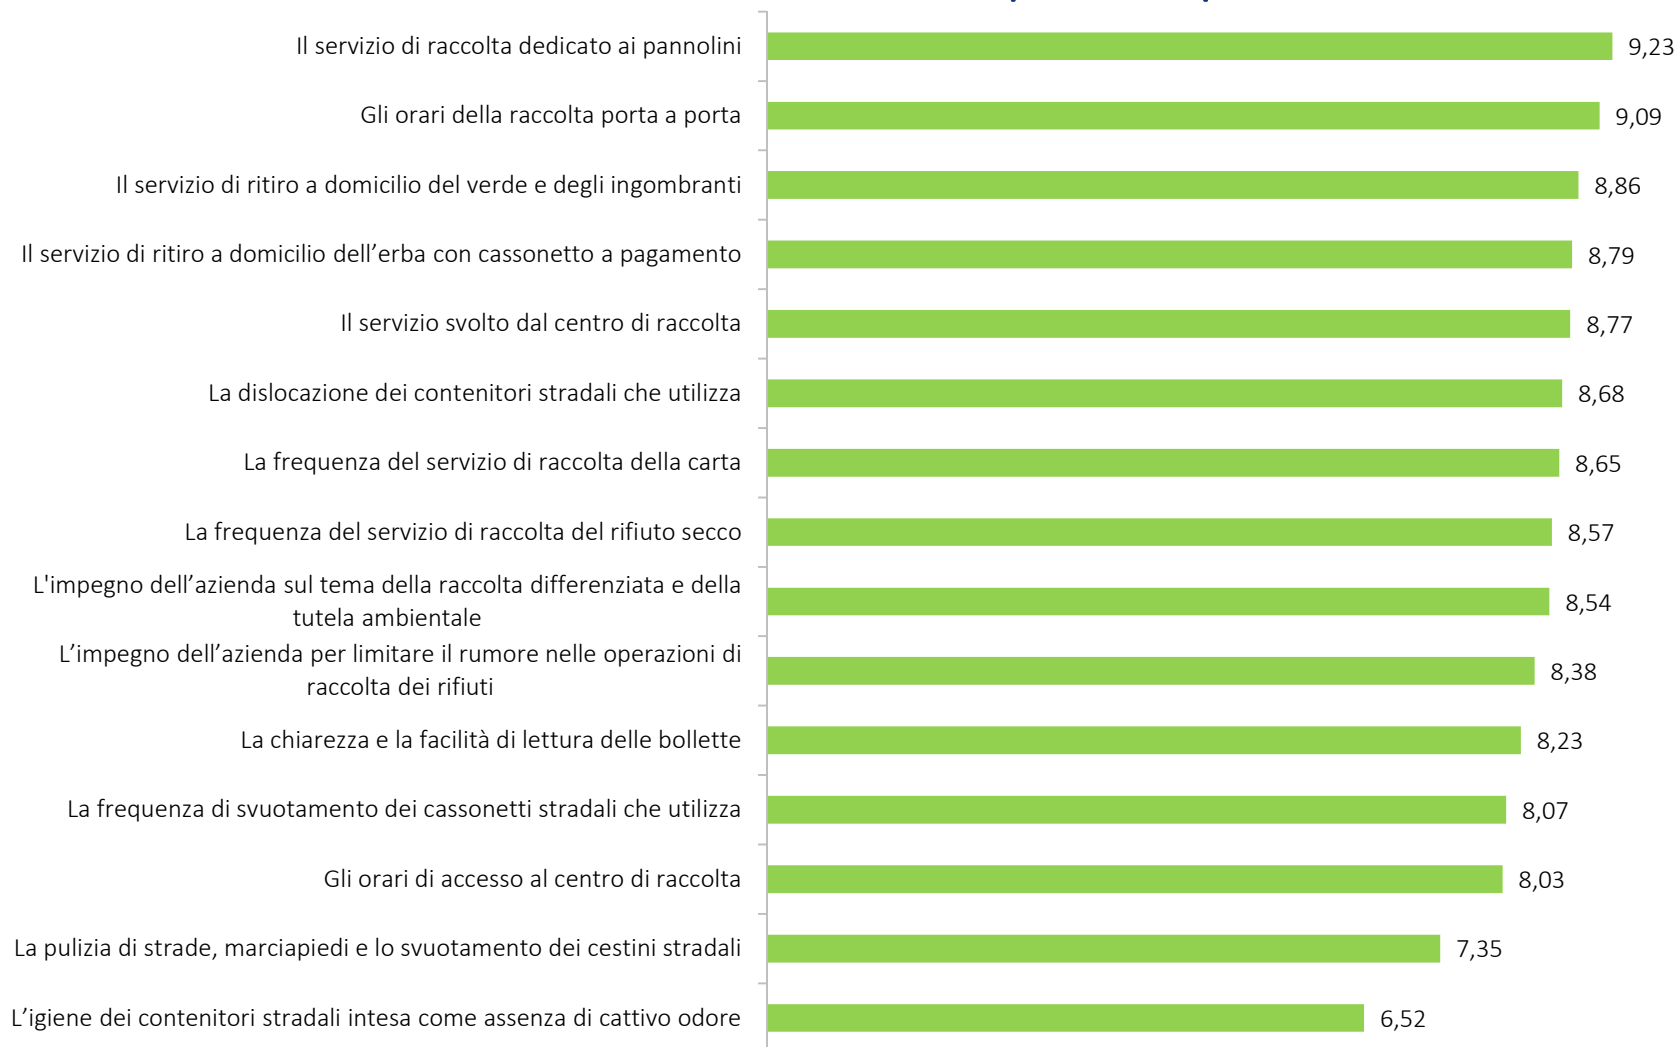 Il servizio di raccolta dedicato ai pannolini 9,23
Gli orari della raccolta porta a porta 9,09
Il servizio di ritiro a domicilio del verde e degli ingombranti 8,86
Il servizio di ritiro a domicilio dell’erba con cassonetto a pagamento 8,79
Il servizio svolto dal centro di raccolta 8,77
La dislocazione dei contenitori stradali che utilizza 8,68
La frequenza del servizio di raccolta della carta 8,65
La frequenza del servizio di raccolta del rifiuto secco 8,57
L'impegno dell’azienda sul tema della raccolta differenziata e della
tutela ambientale 8,54
L’impegno dell’azienda per limitare il rumore nelle operazioni di
raccolta dei rifiuti 8,38
La chiarezza e la facilità di lettura delle bollette 8,23
La frequenza di svuotamento dei cassonetti stradali che utilizza 8,07
Gli orari di accesso al centro di raccolta 8,03
La pulizia di strade, marciapiedi e lo svuotamento dei cestini stradali 7,35
L’igiene dei contenitori stradali intesa come assenza di cattivo odore 6,52